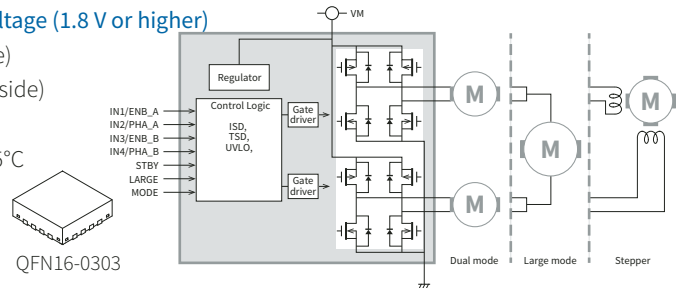 ltage (1.8 V or higher)
e)
side)
°C
QFN16-0303
VM
Regulator
Control Logic
ISD,
TSD,
UVLO,
Gate
driver
Gate
driver
IN1/ENB_A
IN2/PHA_A
IN3/ENB_B
IN4/PHA_B
STBY
LARGE
MODE
M
M
M
M
Dual mode
Large mode
Stepper